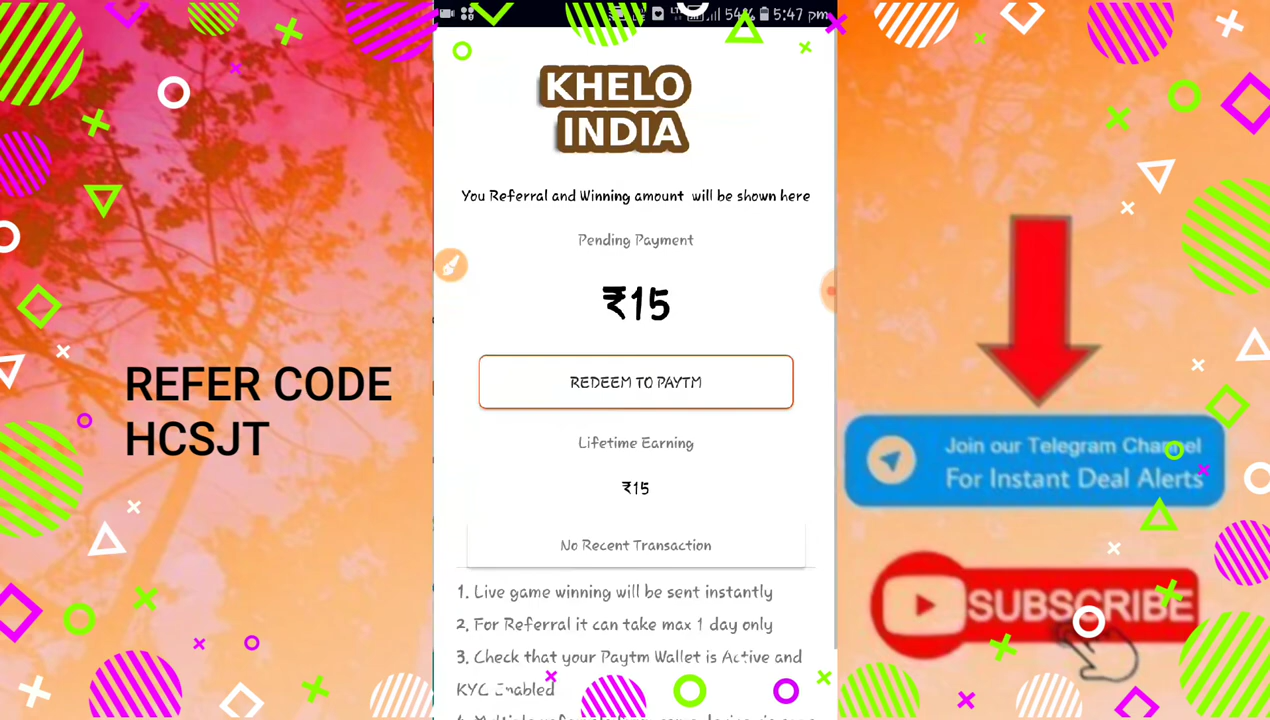 54% 5:47 pm
KHELO
INDIA
You Referral and Winning amount will be shown here
Pending Payment
₹15
REDEEM TO PAYTM
Lifetime Earning
₹15
No Recent Transaction
1. Live game winning will be sent instantly
2. For Referral it can take max 1 day only
3. Check that your Paytm Wallet is Active and
KYC Enabled
REFER CODE
HCSJT
Join our Telegram Channel
For Instant Deal Alerts
SUBSCRIBE